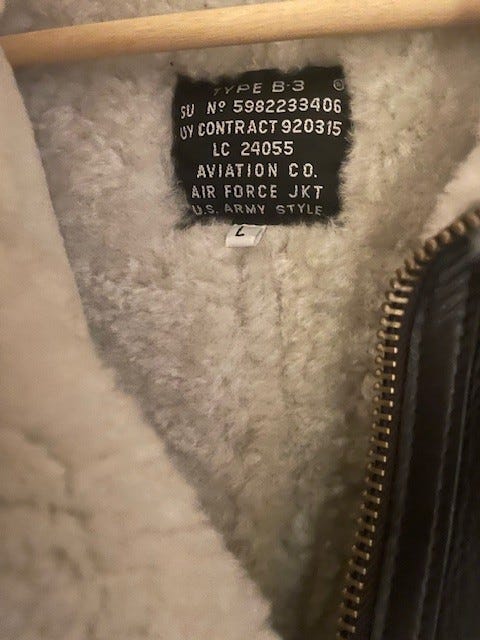 TYPE B-3 ®
SU Nº 5982233406
UY CONTRACT 920315
LC 24055
AVIATION CO.
AIR FORCE JKT
U.S. ARMY STYLE
L